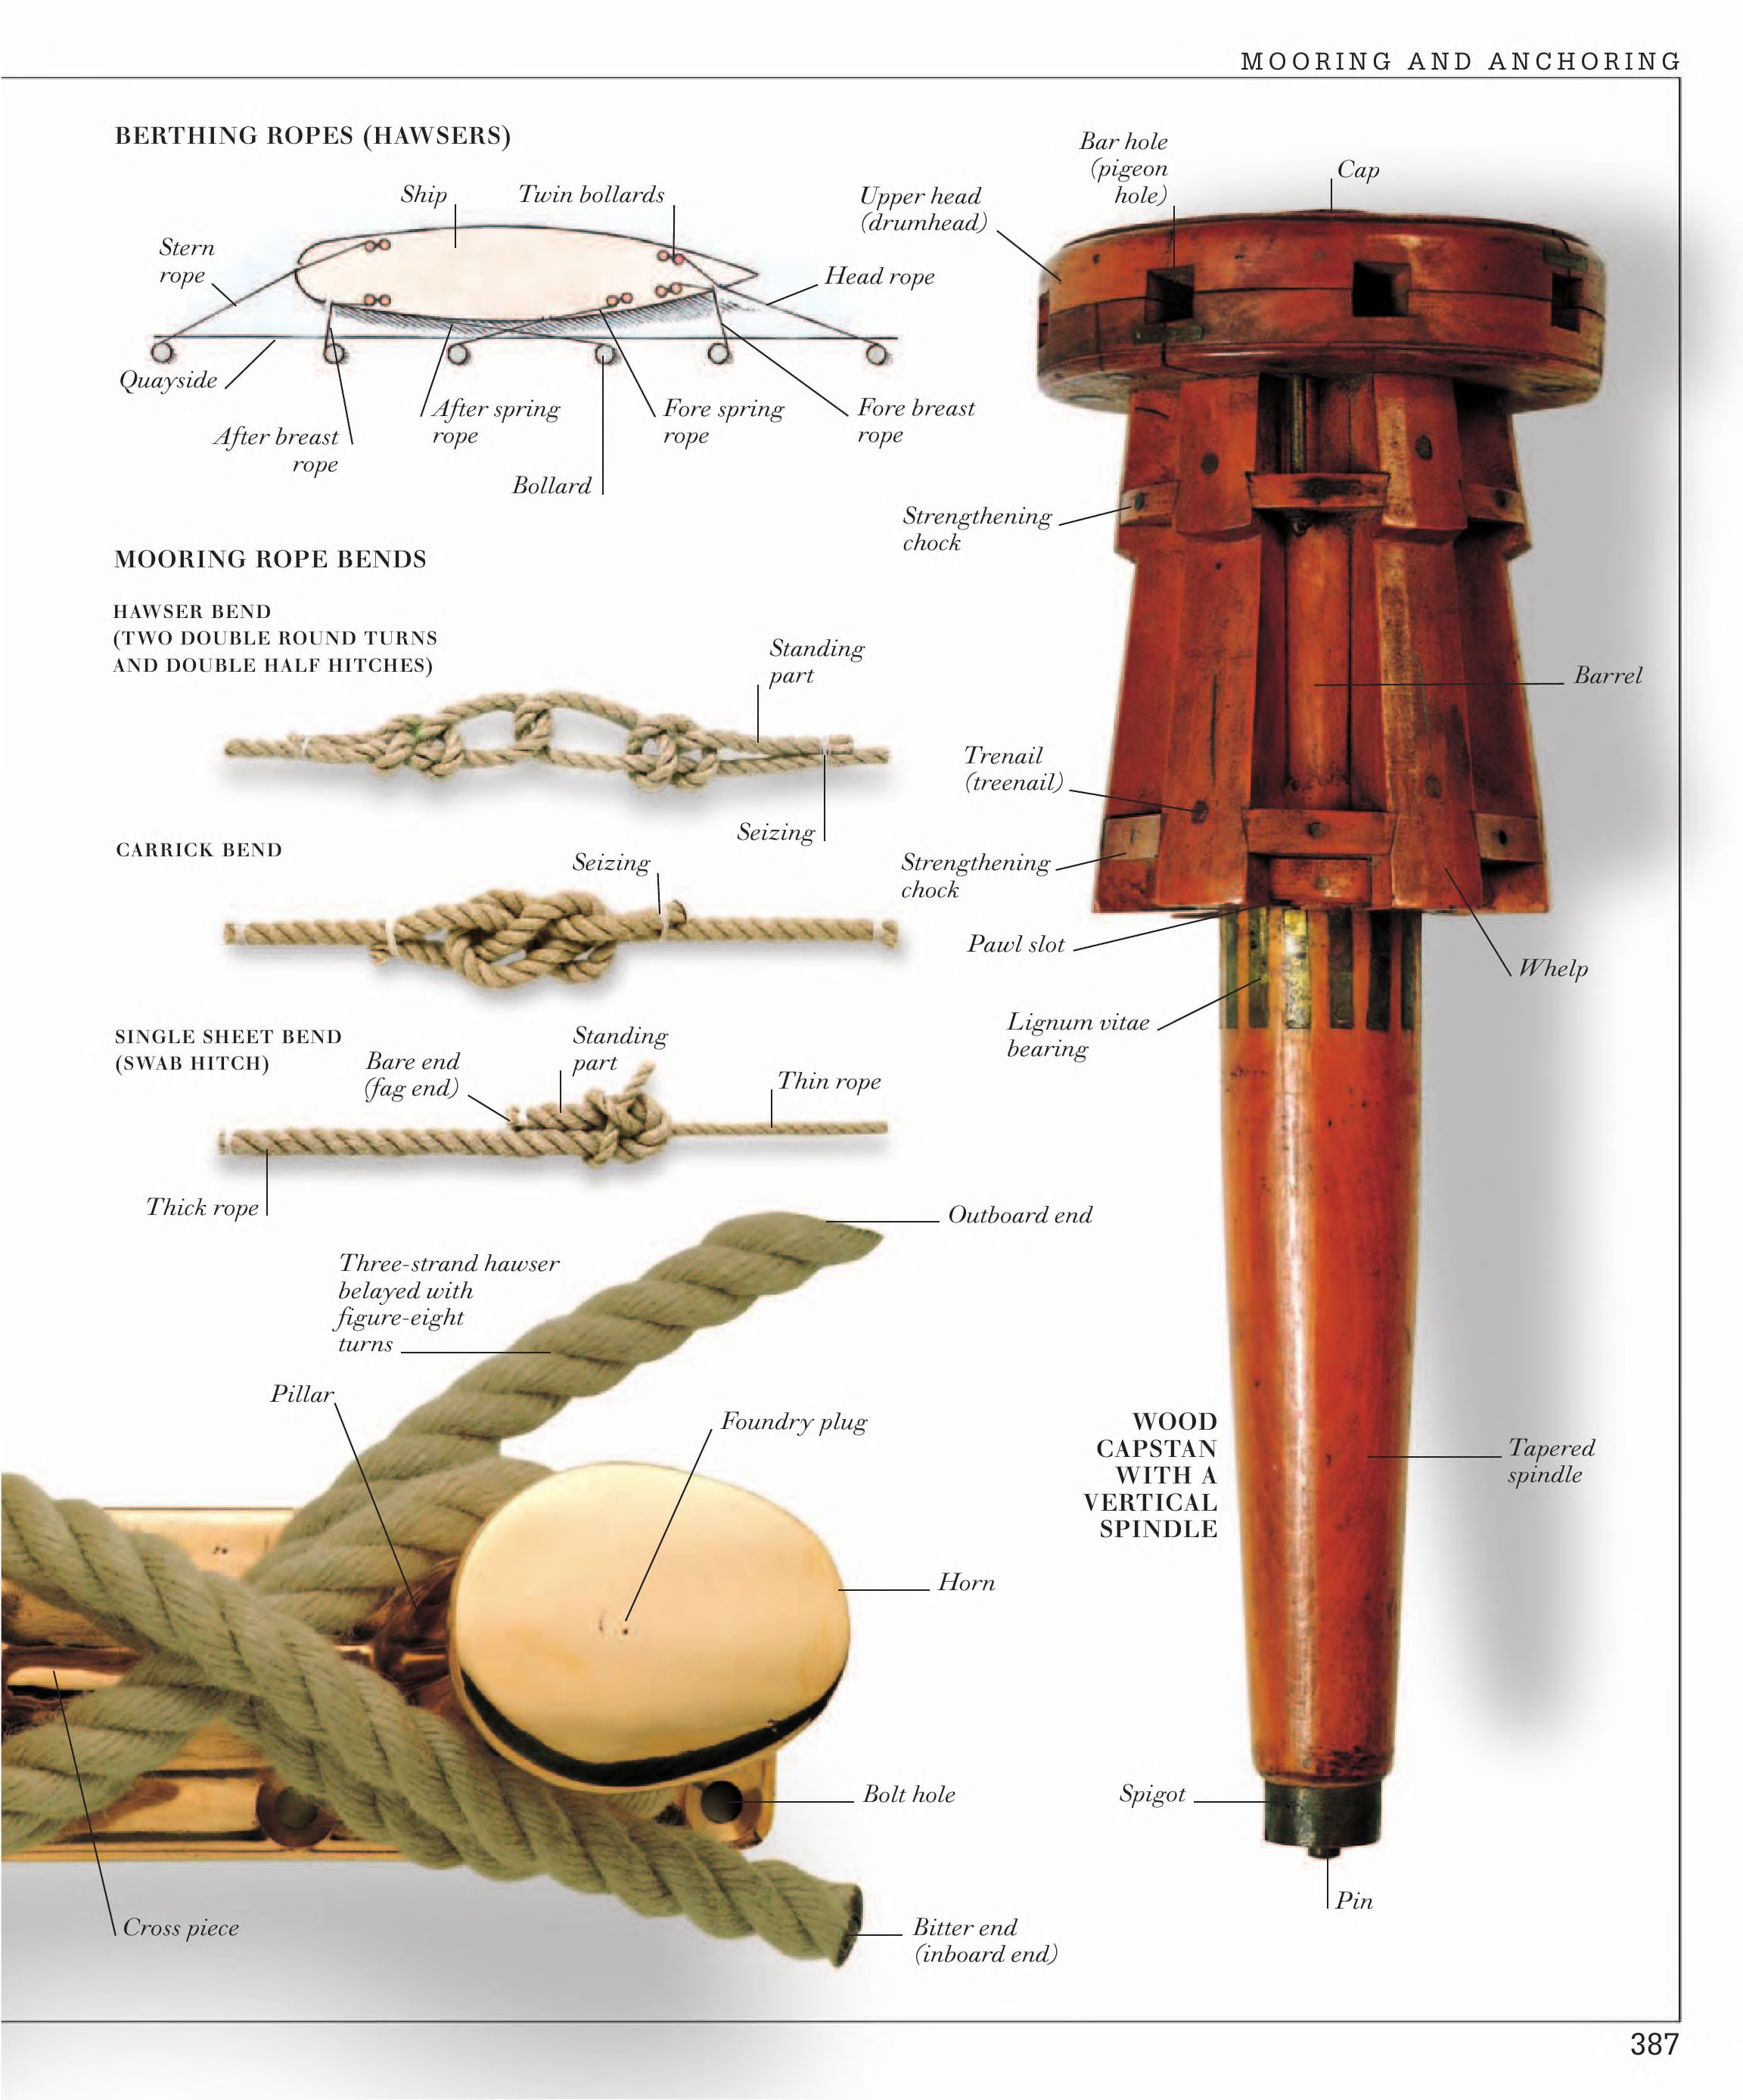 MOORING AND ANCHORING
BERTHING ROPES (HAWSERS)
Ship
Twin bollards
Stern
rope
Head rope
Quayside
After breast
rope
After spring
rope
Bollard
Fore spring
rope
Fore breast
rope
MOORING ROPE BENDS
HAWSER BEND
(TWO DOUBLE ROUND TURNS
AND DOUBLE HALF HITCHES)
Standing
part
Seizing
CARRICK BEND
Seizing
SINGLE SHEET BEND
(SWAB HITCH)
Bare end
(fag end)
Standing
part
Thin rope
Thick rope
Outboard end
Three-strand hawser
belayed with
figure-eight
turns
Pillar
Foundry plug
Horn
Bolt hole
Cross piece
Bitter end
(inboard end)
Bar hole
(pigeon
hole)
Cap
Upper head
(drumhead)
Strengthening
chock
Barrel
Trenail
(treenail)
Strengthening
chock
Pawl slot
Whelp
Lignum vitae
bearing
WOOD
CAPSTAN
WITH A
VERTICAL
SPINDLE
Tapered
spindle
Spigot
Pin
387